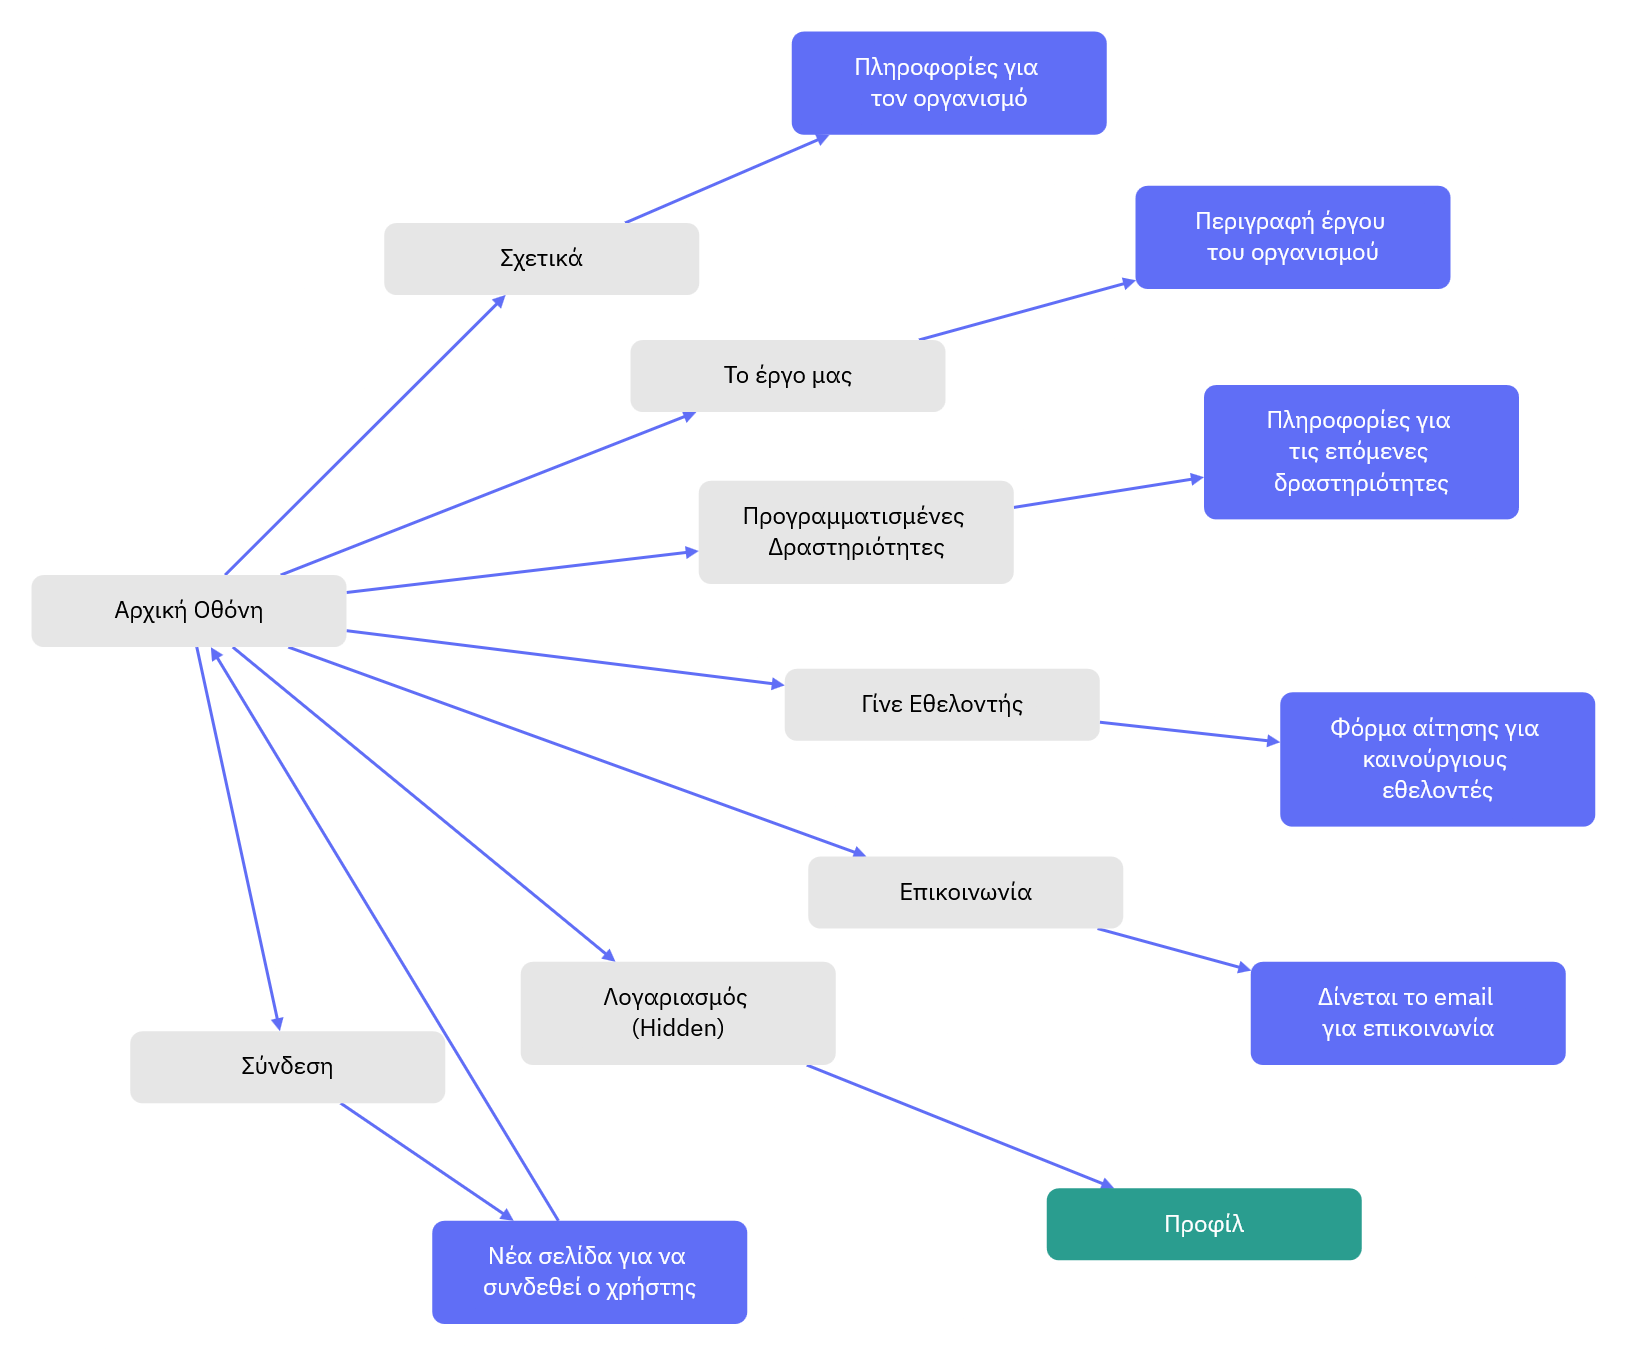 Πληροφορίες για
τον οργανισμό
Περιγραφή έργου
του οργανισμού
Σχετικά
Το έργο μας
Πληροφορίες για
τις επόμενες
δραστηριότητες
Προγραμματισμένες
Δραστηριότητες
Αρχική Οθόνη
Γίνε Εθελοντής
Φόρμα αίτησης για
καινούργιους
εθελοντές
Επικοινωνία
Λογαριασμός
(Hidden)
Δίνεται το email
για επικοινωνία
Σύνδεση
Προφίλ
Νέα σελίδα για να
συνδεθεί ο χρήστης